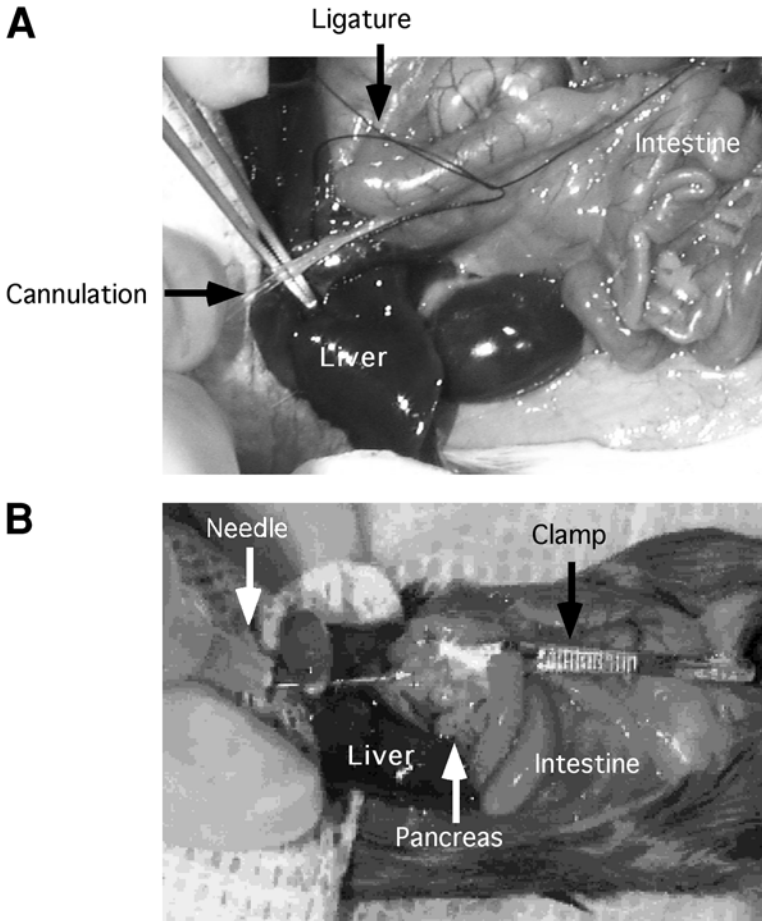 A
Ligature
Intestine
Cannulation
Liver
B
Needle
Clamp
Liver
Intestine
Pancreas